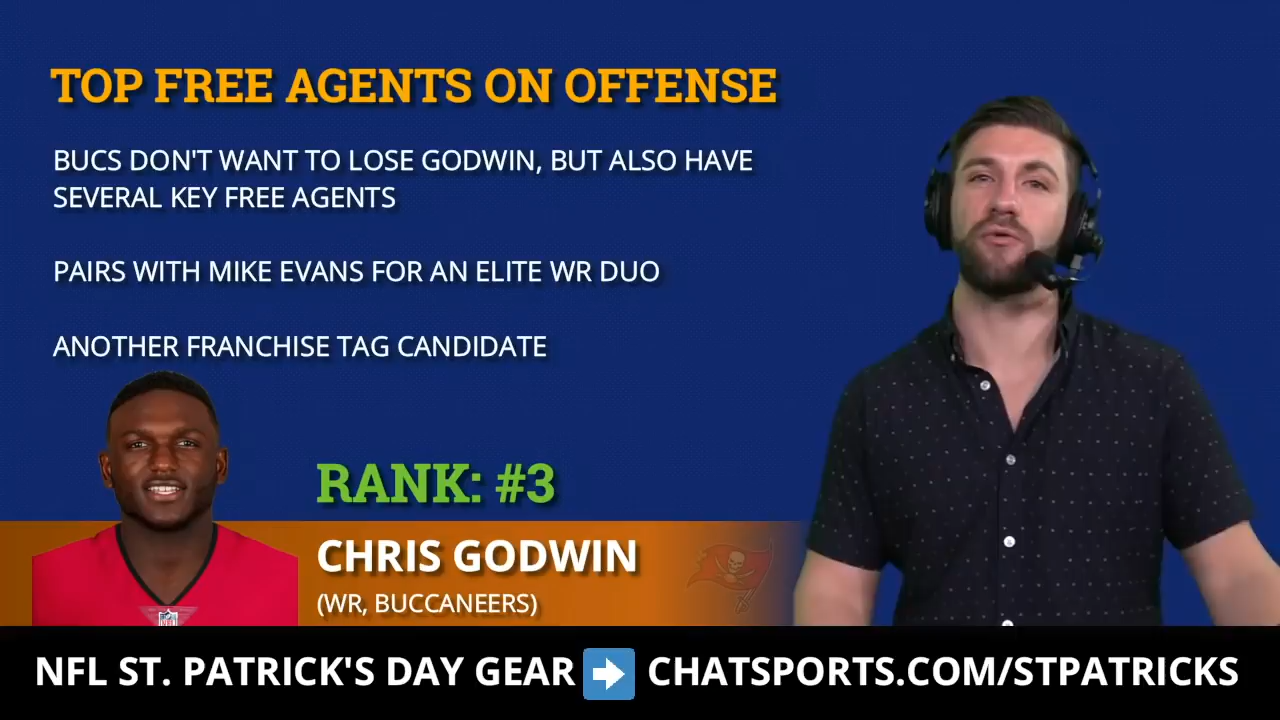 TOP FREE AGENTS ON OFFENSE
BUCS DON'T WANT TO LOSE GODWIN, BUT ALSO HAVE
SEVERAL KEY FREE AGENTS
PAIRS WITH MIKE EVANS FOR AN ELITE WR DUO
ANOTHER FRANCHISE TAG CANDIDATE
RANK: #3
CHRIS GODWIN
(WR, BUCCANEERS)
NFL
NFL ST. PATRICK'S DAY GEAR ➡ CHATSPORTS.COM/STPATRICKS